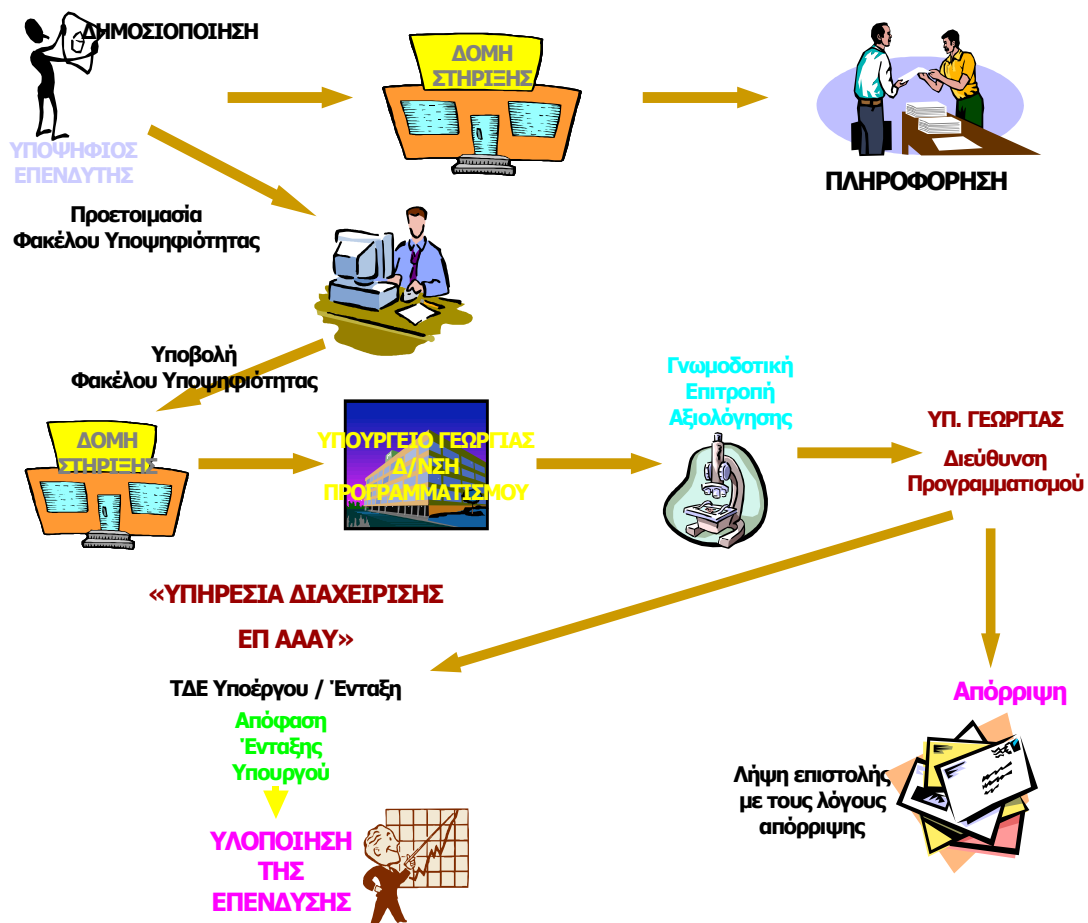 ΔΗΜΟΣΙΟΠΟΙΗΣΗ
ΔΟΜΗ
ΣΤΗΡΙΞΗΣ
ΥΠΟΨΗΦΙΟΣ
ΕΠΕΝΔΥΤΗΣ
ΠΛΗΡΟΦΟΡΗΣΗ
Προετοιμασία
Φακέλου Υποψηφιότητας
Υποβολή
Φακέλου Υποψηφιότητας
ΔΟΜΗ
ΣΤΗΡΙΞΗΣ
ΥΠΟΥΡΓΕΙΟ ΓΕΩΡΓΙΑΣ
Δ/ΝΣΗ
ΠΡΟΓΡΑΜΜΑΤΙΣΜΟΥ
Γνωμοδοτική
Επιτροπή
Αξιολόγησης
ΥΠ. ΓΕΩΡΓΙΑΣ
Διεύθυνση
Προγραμματισμού
«ΥΠΗΡΕΣΙΑ ΔΙΑΧΕΙΡΙΣΗΣ
ΕΠ ΑΑΑΥ»
ΤΔΕ Υποέργου / Ένταξη
Απόφαση
Ένταξης
Υπουργού
ΥΛΟΠΟΙΗΣΗ
ΤΗΣ
ΕΠΕΝΔΥΣΗΣ
Απόρριψη
Λήψη επιστολής
με τους λόγους
απόρριψης